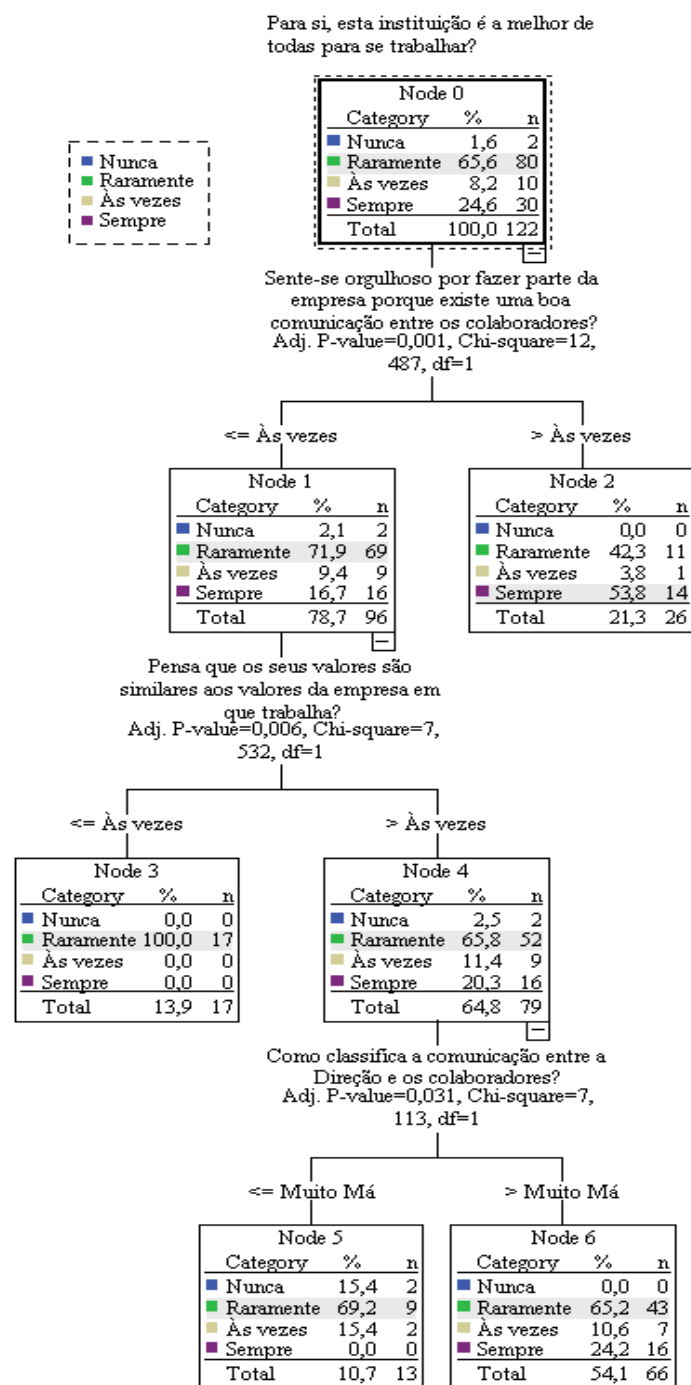 Para si, esta instituição é a melhor de
todas para se trabalhar?
Nunca
Raramente
Às vezes
Sempre
Node 0
Category % n
Nunca 1,6 2
Raramente 65,6 80
Às vezes 8,2 10
Sempre 24,6 30
Total 100,0 122
Sente-se orgulhoso por fazer parte da
empresa porque existe uma boa
comunicação entre os colaboradores?
Adj. P-value=0,001, Chi-square=12,
487, df=1
<= Às vezes
> Às vezes
Node 1
Category % n
Nunca 2,1 2
Raramente 71,9 69
Às vezes 9,4 9
Sempre 16,7 16
Total 78,7 96
Node 2
Category % n
Nunca 0,0 0
Raramente 42,3 11
Às vezes 3,8 1
Sempre 53,8 14
Total 21,3 26
Pensa que os seus valores são
similares aos valores da empresa em
que trabalha?
Adj. P-value=0,006, Chi-square=7,
532, df=1
<= Às vezes
> Às vezes
Node 3
Category % n
Nunca 0,0 0
Raramente 100,0 17
Às vezes 0,0 0
Sempre 0,0 0
Total 13,9 17
Node 4
Category % n
Nunca 2,5 2
Raramente 65,8 52
Às vezes 11,4 9
Sempre 20,3 16
Total 64,8 79
Como classifica a comunicação entre a
Direção e os colaboradores?
Adj. P-value=0,031, Chi-square=7,
113, df=1
<= Muito Má
> Muito Má
Node 5
Category % n
Nunca 15,4 2
Raramente 69,2 9
Às vezes 15,4 2
Sempre 0,0 0
Total 10,7 13
Node 6
Category % n
Nunca 0,0 0
Raramente 65,2 43
Às vezes 10,6 7
Sempre 24,2 16
Total 54,1 66